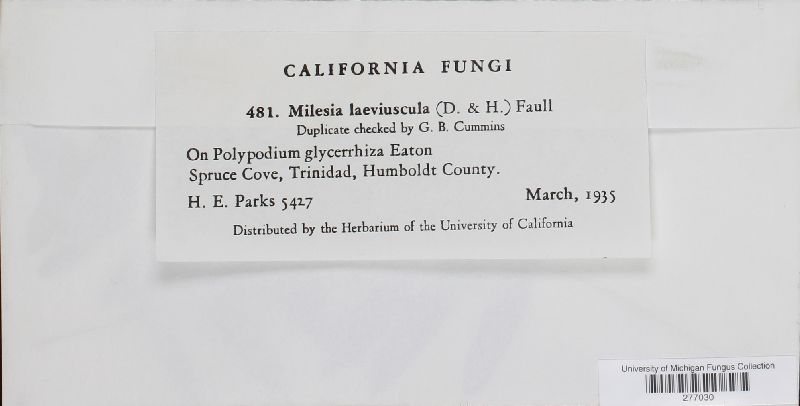 CALIFORNIA FUNGI
481. Milesia laeviuscula (D. & H.) Faull
Duplicate checked by G. B. Cummins
On Polypodium glycerrhiza Eaton
Spruce Cove, Trinidad, Humboldt County.
H. E. Parks 5427 March, 1935
Distributed by the Herbarium of the University of California
University of Michigan Fungus Collection
277030